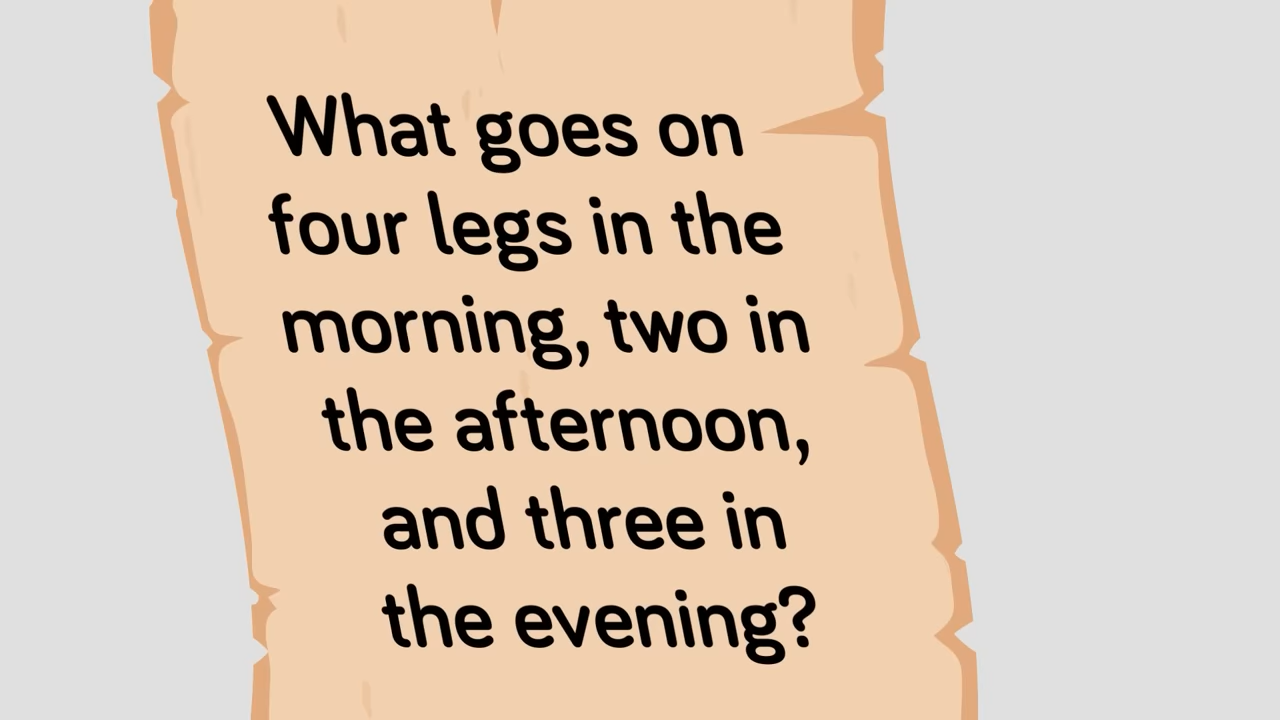 What goes on
four legs in the
morning, two in
the afternoon,
and three in
the evening?